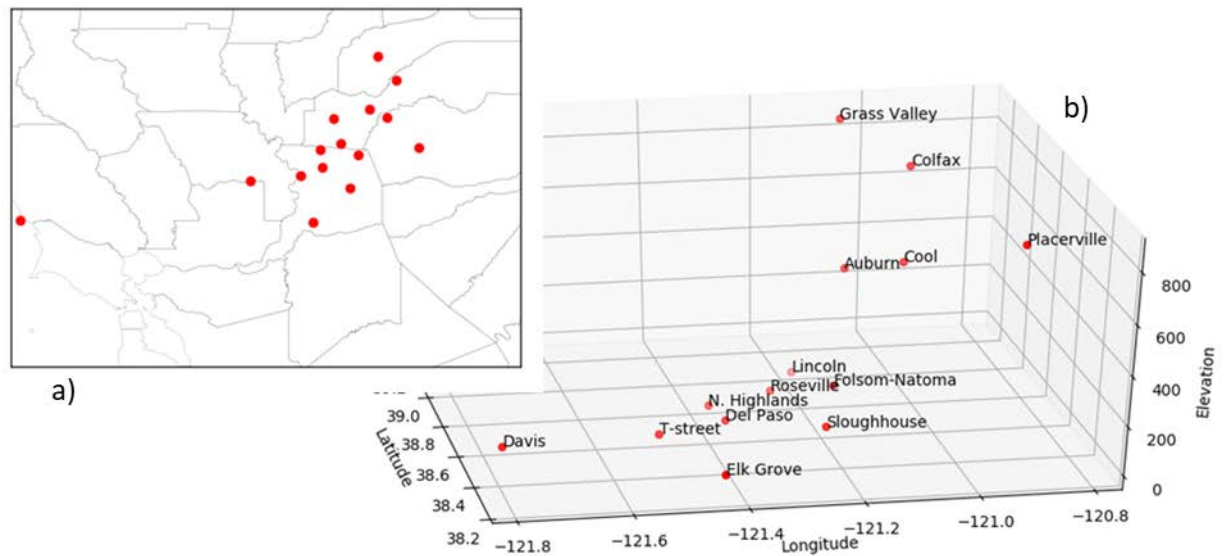 b)
Grass Valley
Colfax
Placerville
Auburn
Cool
800
600
Lincoln
Roseville
Folsom-Natoma
400
Elevation
a)
N. Highlands
Del Paso
39.0
T-street
Sloughhouse
200
Latitude
38.8
Davis
38.6
Elk Grove
0
38.4
38.2
−121.8
−121.6
−121.4
−121.2
−121.0
−120.8
Longitude